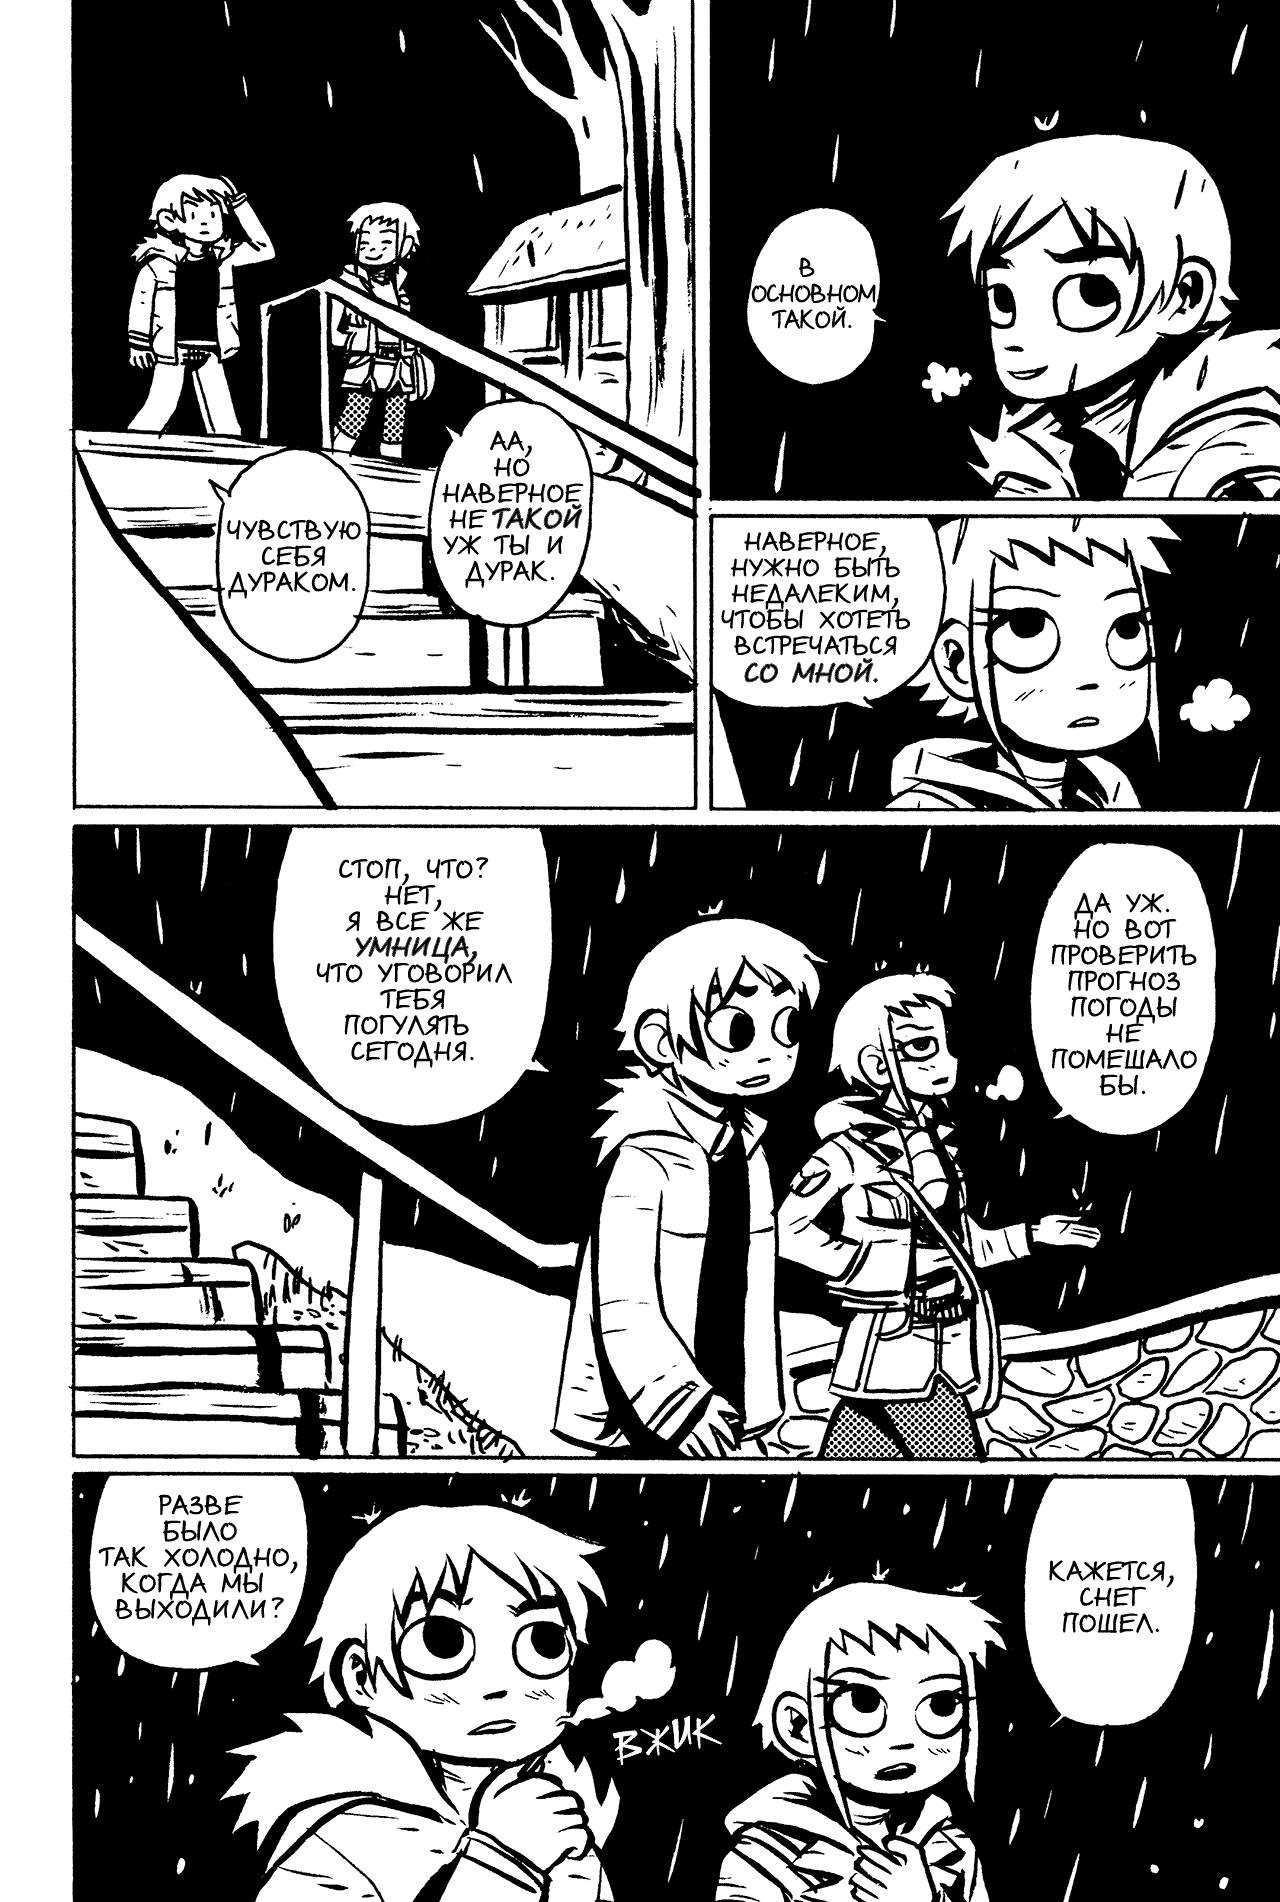 ЧУВСТВУЮ
СЕБЯ
ДУРАКОМ.
АА,
НО
НАВЕРНОЕ
НЕ ТАКОЙ
УЖ ТЫ И
ДУРАК.
В
ОСНОВНОМ
ТАКОЙ.
НАВЕРНОЕ,
НУЖНО БЫТЬ
НЕДАЛЕКИМ,
ЧТОБЫ ХОТЕТЬ
ВСТРЕЧАТЬСЯ
СО МНОЙ.
СТОП, ЧТО?
НЕТ,
Я ВСЕ ЖЕ
УМНИЦА,
ЧТО УГОВОРИЛ
ТЕБЯ
ПОГУЛЯТЬ
СЕГОДНЯ.
ДА УЖ.
НО ВОТ
ПРОВЕРИТЬ
ПРОГНОЗ
ПОГОДЫ
НЕ
ПОМЕШАЛО
БЫ.
РАЗВЕ
БЫЛО
ТАК ХОЛОДНО,
КОГДА МЫ
ВЫХОДИЛИ?
ВЖИК
КАЖЕТСЯ,
СНЕГ
ПОШЕЛ.